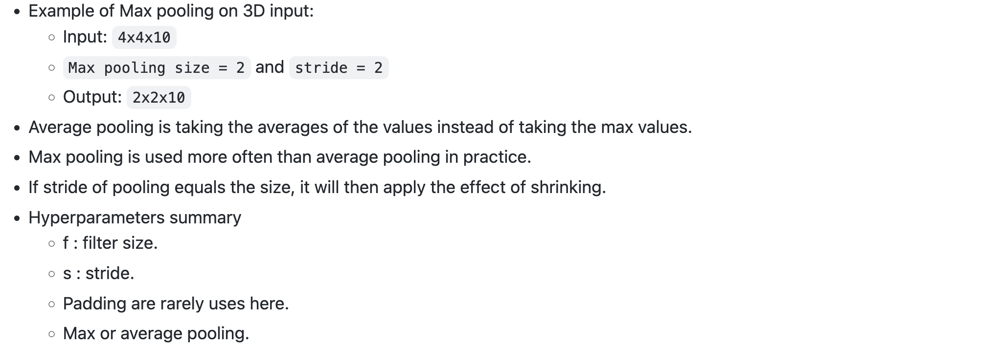 • Example of Max pooling on 3D input:
◦ Input: 4x4x10
◦ Max pooling size = 2 and stride = 2
◦ Output: 2x2x10
• Average pooling is taking the averages of the values instead of taking the max values.
• Max pooling is used more often than average pooling in practice.
• If stride of pooling equals the size, it will then apply the effect of shrinking.
• Hyperparameters summary
◦ f : filter size.
◦ s : stride.
◦ Padding are rarely uses here.
◦ Max or average pooling.